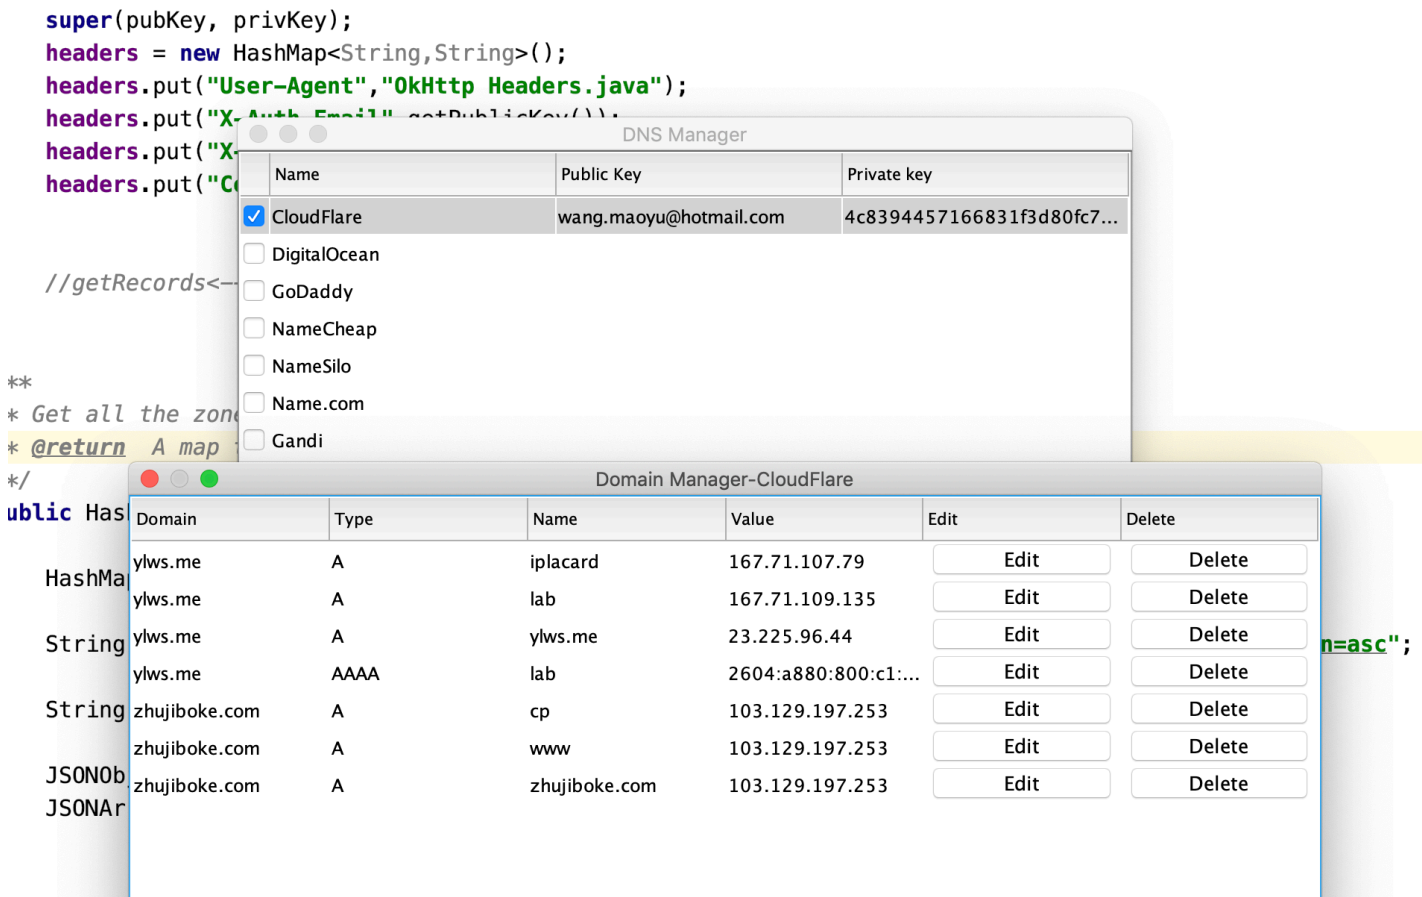 super(pubKey, privKey);
headers = new HashMap<String,String>();
headers.put("User-Agent","OkHttp Headers.java");
headers.put("X-Auth-Email",getPublicKey());
headers.put("X-
headers.put("Co
//getRecords<--
**
* Get all the zone
* @return A map
*/
ublic Has
HashMap
String
n=asc";
String
JSONOb
JSONAr
DNS Manager
Name Public Key Private key
CloudFlare wang.maoyu@hotmail.com 4c8394457166831f3d80fc7...
DigitalOcean
GoDaddy
NameCheap
NameSilo
Name.com
Gandi
Domain Manager-CloudFlare
Domain Type Name Value Edit Delete
ylws.me A iplacard 167.71.107.79 Edit Delete
ylws.me A lab 167.71.109.135 Edit Delete
ylws.me A ylws.me 23.225.96.44 Edit Delete
ylws.me AAAA lab 2604:a880:800:c1:... Edit Delete
zhujiboke.com A cp 103.129.197.253 Edit Delete
zhujiboke.com A www 103.129.197.253 Edit Delete
zhujiboke.com A zhujiboke.com 103.129.197.253 Edit Delete